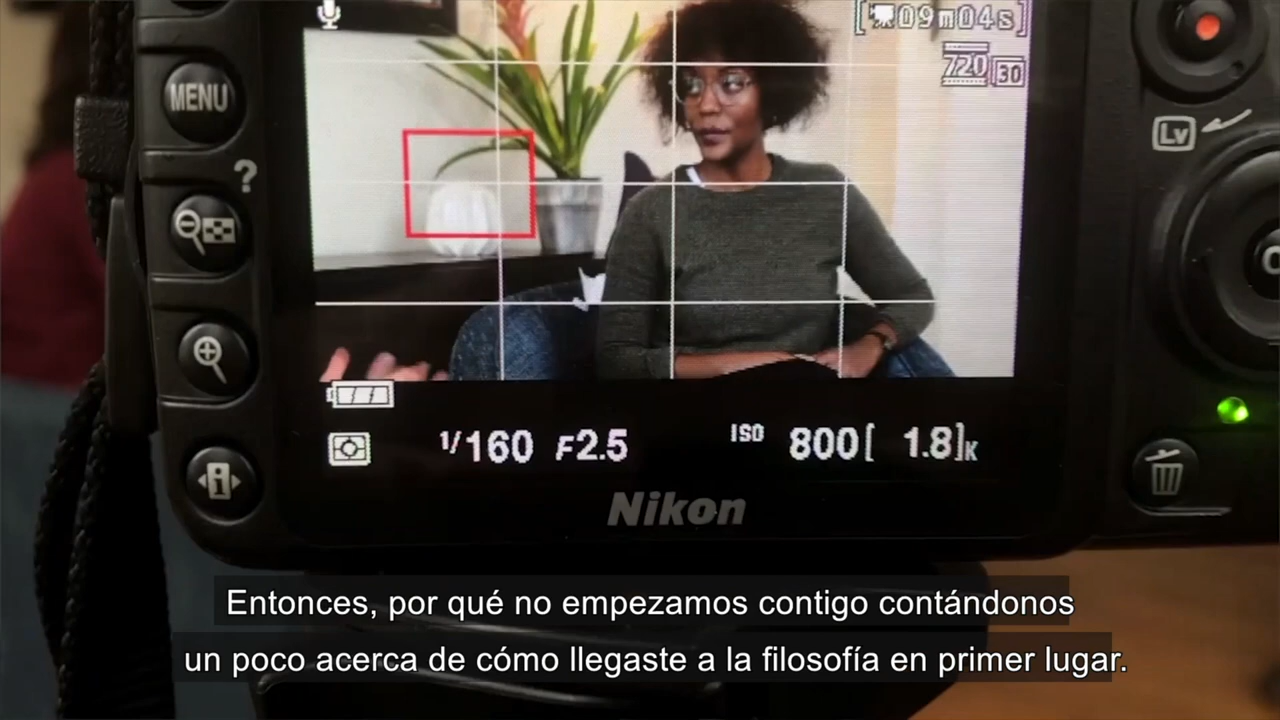 [09m04s]
720 30
MENU
?
Lv
1/160 F2.5 ISO 800[ 1.8]K
Nikon
Entonces, por qué no empezamos contigo contándonos
un poco acerca de cómo llegaste a la filosofía en primer lugar.